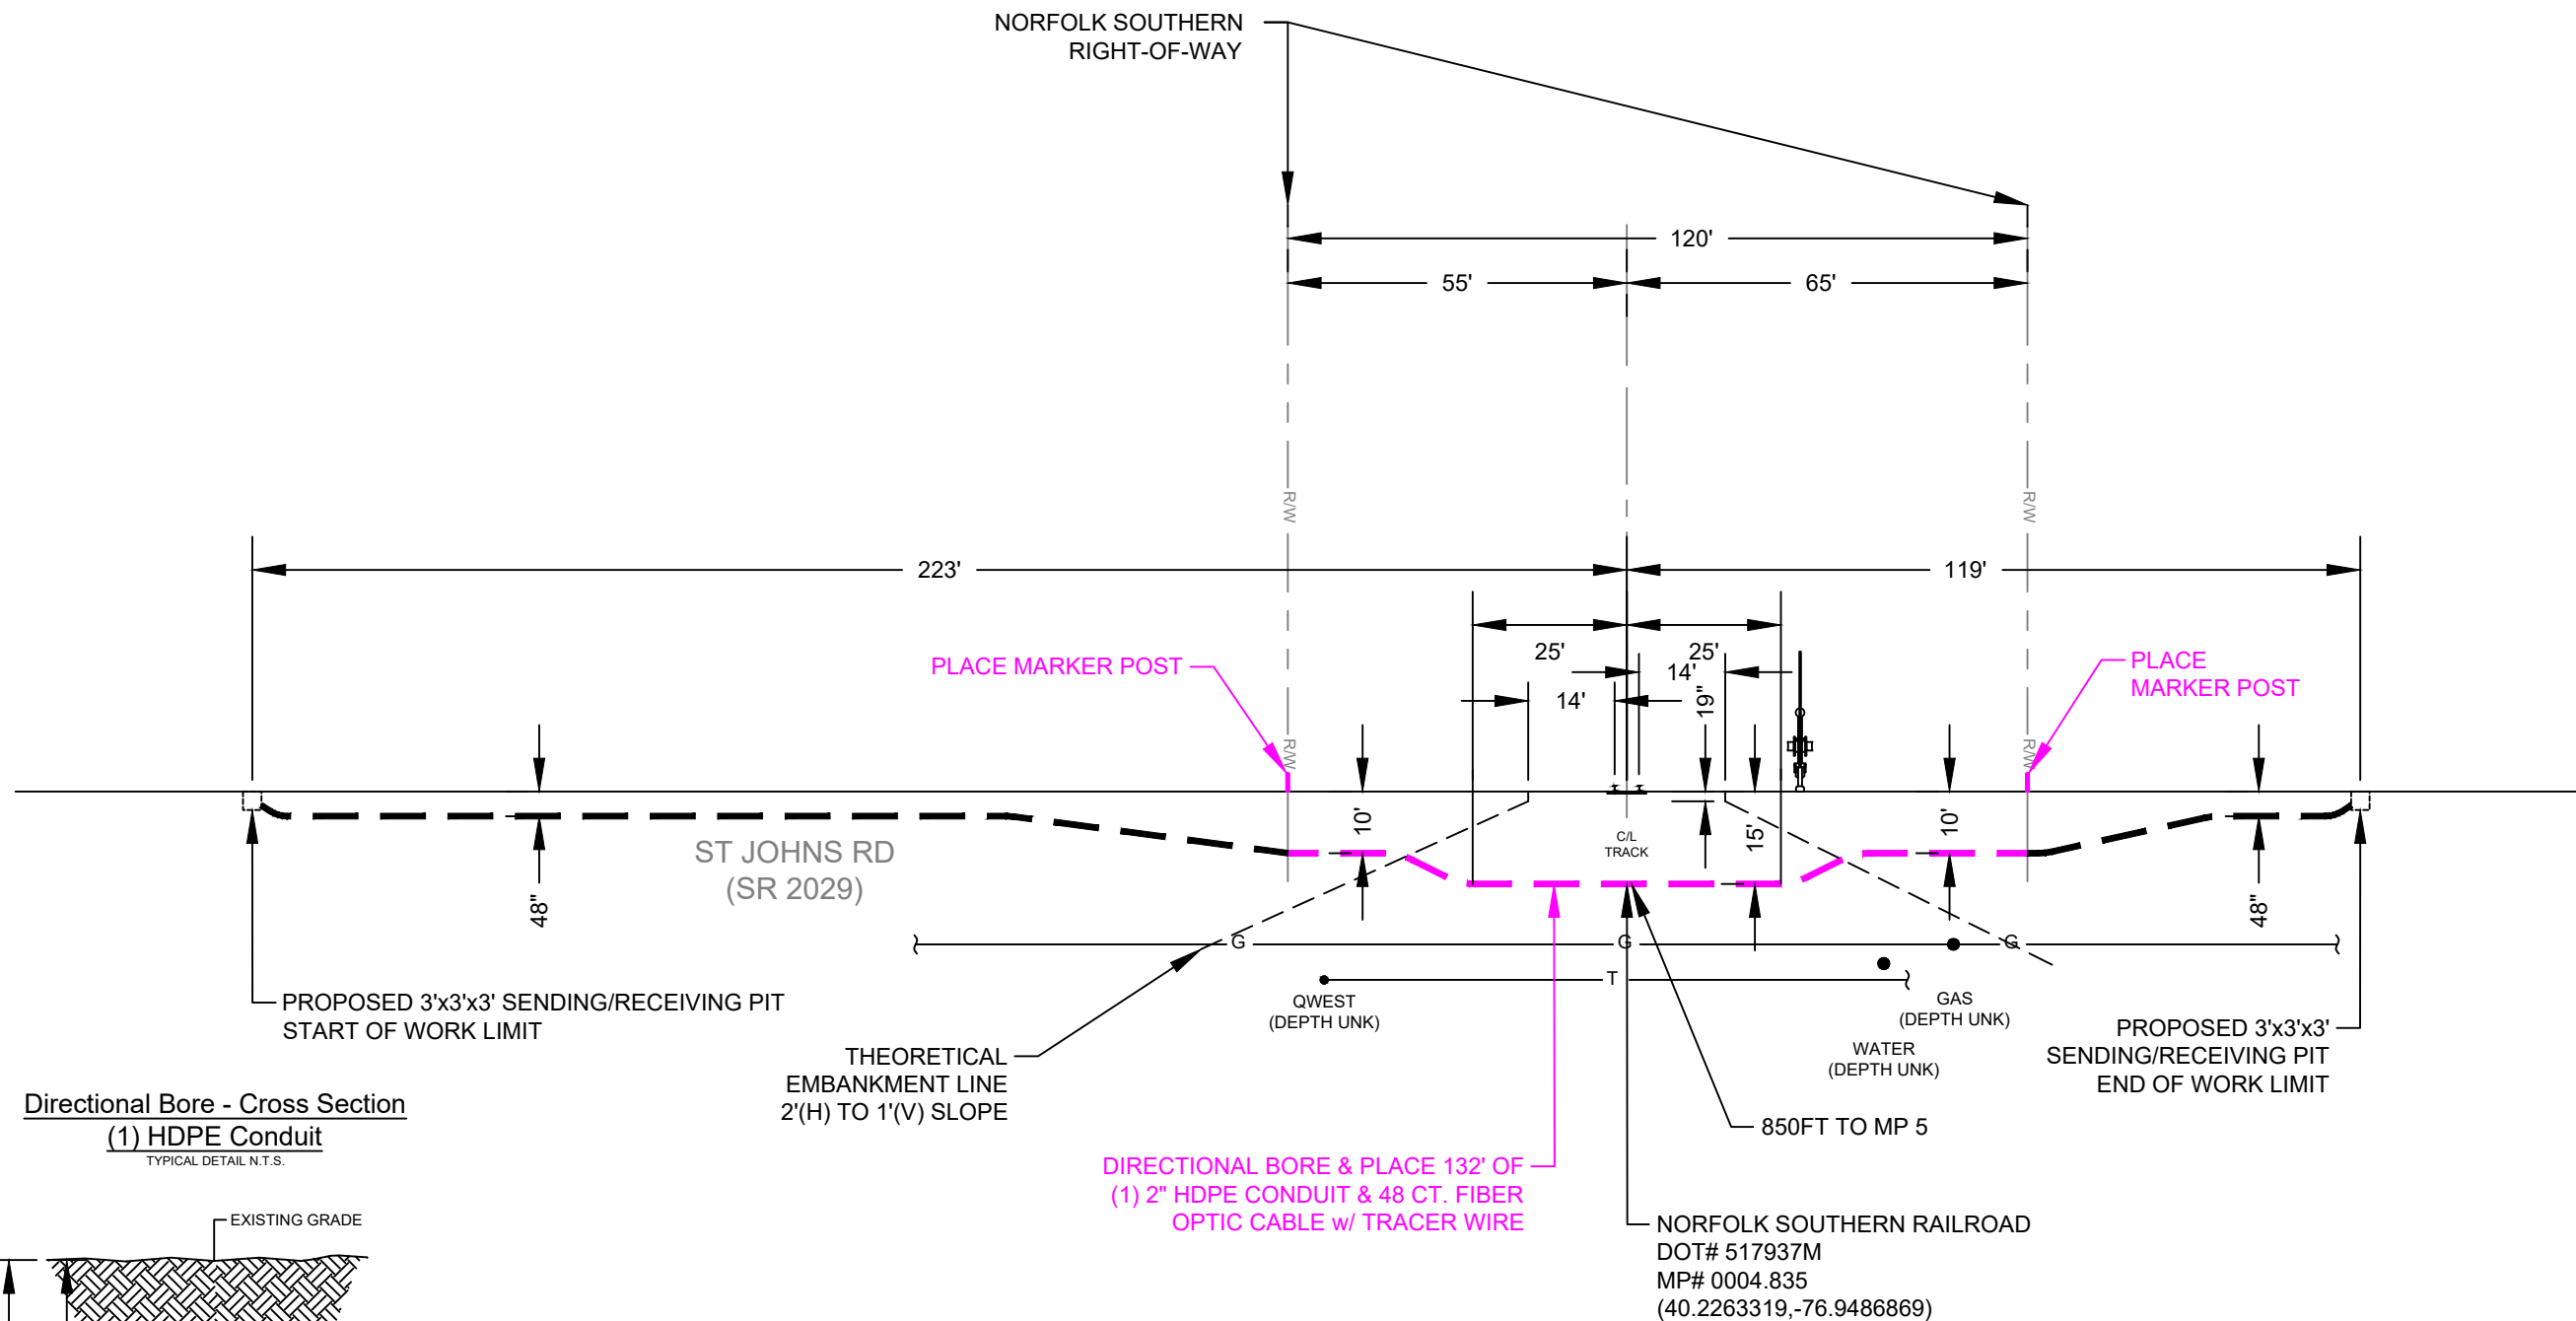 NORFOLK SOUTHERN
RIGHT-OF-WAY
120'
55'
65'
R/W
R/W
223'
119'
25'
25'
14'
14'
19"
PLACE MARKER POST
PLACE
MARKER POST
R/W
R/W
10'
15'
10'
C/L
TRACK
ST JOHNS RD
(SR 2029)
48"
48"
G
G
G
T
QWEST
(DEPTH UNK)
GAS
(DEPTH UNK)
WATER
(DEPTH UNK)
PROPOSED 3'x3'x3' SENDING/RECEIVING PIT
START OF WORK LIMIT
THEORETICAL
EMBANKMENT LINE
2'(H) TO 1'(V) SLOPE
PROPOSED 3'x3'x3'
SENDING/RECEIVING PIT
END OF WORK LIMIT
850FT TO MP 5
Directional Bore - Cross Section
(1) HDPE Conduit
TYPICAL DETAIL N.T.S.
DIRECTIONAL BORE & PLACE 132' OF
(1) 2" HDPE CONDUIT & 48 CT. FIBER
OPTIC CABLE w/ TRACER WIRE
EXISTING GRADE
NORFOLK SOUTHERN RAILROAD
DOT# 517937M
MP# 0004.835
(40.2263319,-76.9486869)